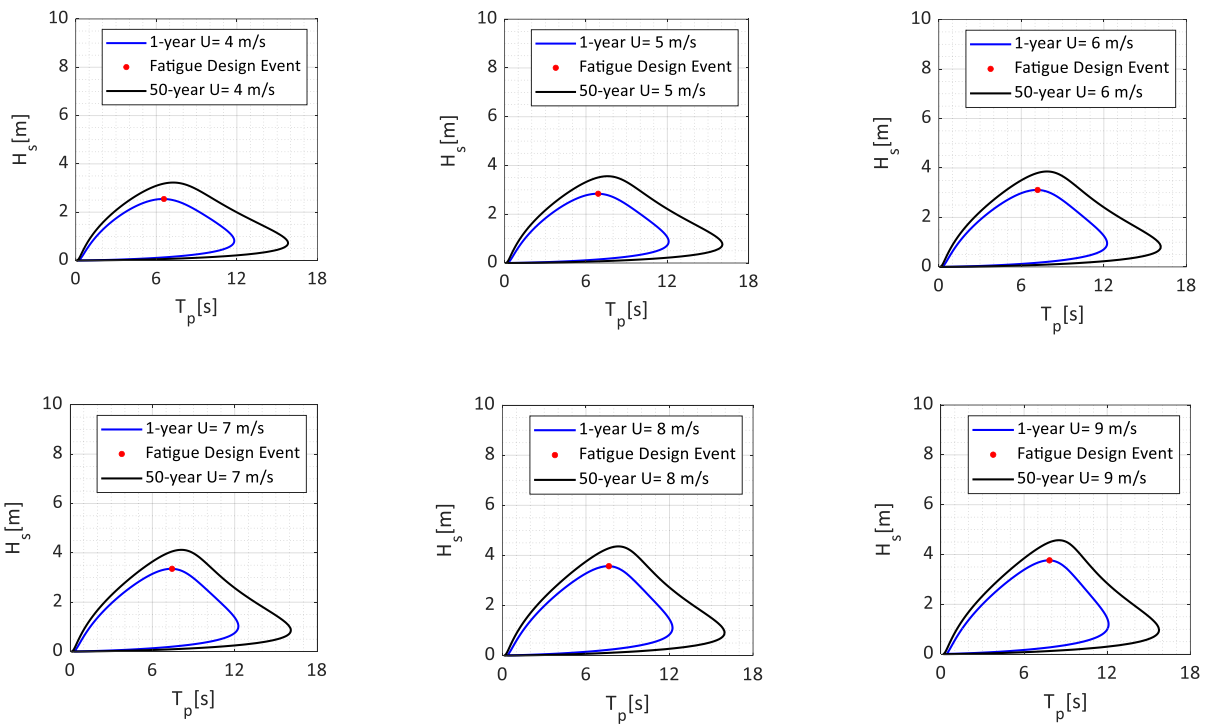 10
8
6
4
2
0
H_s[m]
1-year U= 4 m/s
Fatigue Design Event
50-year U= 4 m/s
0 6 12 18
T_p[s]
10
8
6
4
2
0
H_s[m]
1-year U= 5 m/s
Fatigue Design Event
50-year U= 5 m/s
0 6 12 18
T_p[s]
10
8
6
4
2
0
H_s[m]
1-year U= 6 m/s
Fatigue Design Event
50-year U= 6 m/s
0 6 12 18
T_p[s]
10
8
6
4
2
0
H_s[m]
1-year U= 7 m/s
Fatigue Design Event
50-year U= 7 m/s
0 6 12 18
T_p[s]
10
8
6
4
2
0
H_s[m]
1-year U= 8 m/s
Fatigue Design Event
50-year U= 8 m/s
0 6 12 18
T_p[s]
10
8
6
4
2
0
H_s[m]
1-year U= 9 m/s
Fatigue Design Event
50-year U= 9 m/s
0 6 12 18
T_p[s]